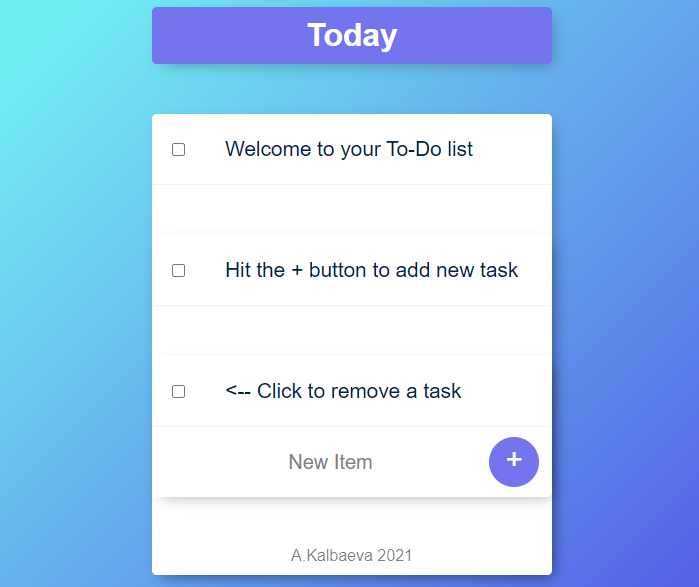 Today
Welcome to your To-Do list
Hit the + button to add new task
<-- Click to remove a task
New Item +
A.Kalbaeva 2021